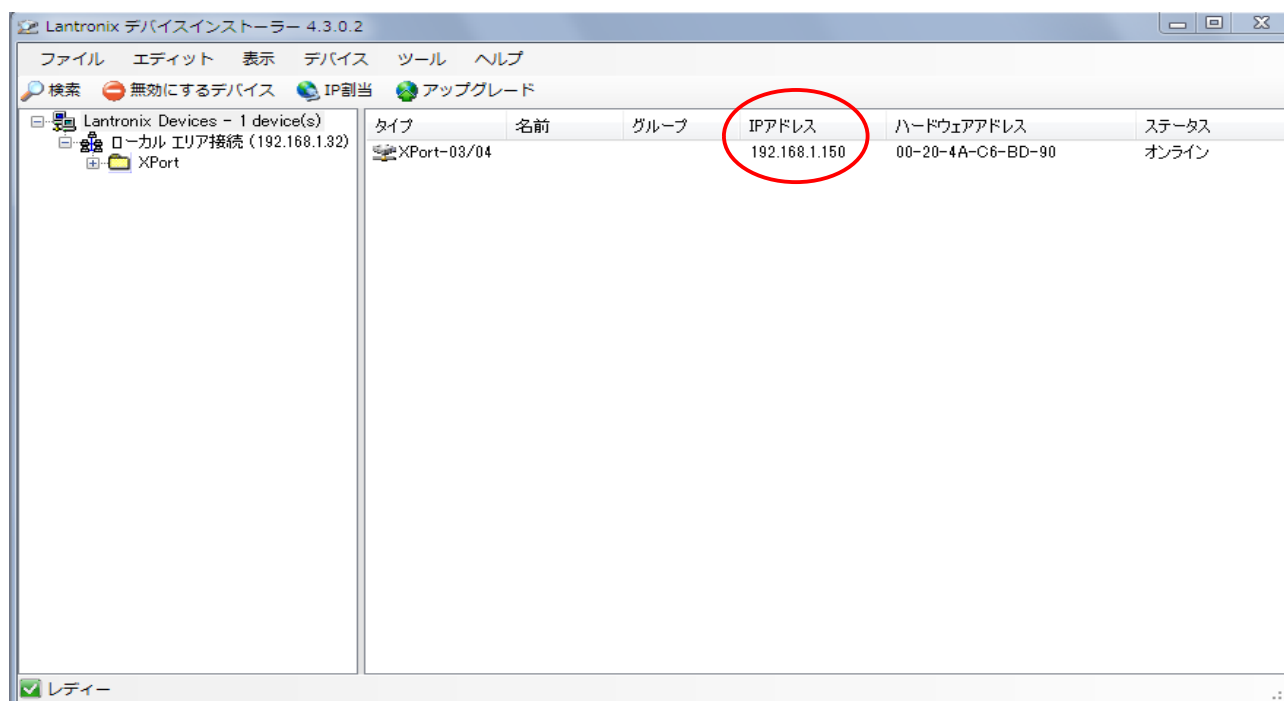 Lantronix デバイスインストーラー 4.3.0.2
ファイル エディット 表示 デバイス ツール ヘルプ
検索 無効にするデバイス IP割当 アップグレード
Lantronix Devices - 1 device(s)
ローカル エリア接続 (192.168.1.32)
XPort
タイプ 名前 グループ IPアドレス ハードウェアアドレス ステータス
XPort-03/04 192.168.1.150 00-20-4A-C6-BD-90 オンライン
レディー